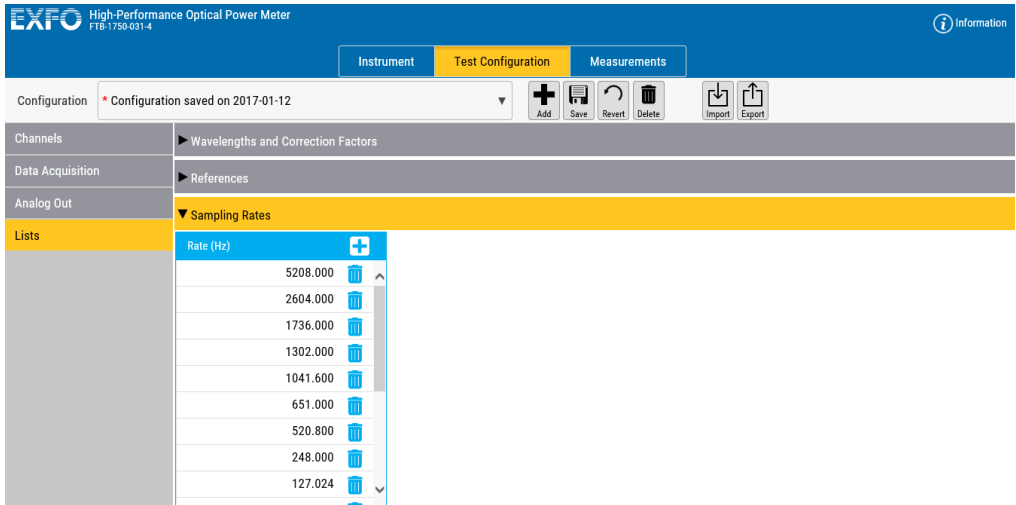 EXFO High-Performance Optical Power Meter
FTB-1750-031-4
Information
Instrument Test Configuration Measurements
Configuration * Configuration saved on 2017-01-12
Add Save Revert Delete Import Export
Channels
Data Acquisition
Analog Out
Lists
Wavelengths and Correction Factors
References
Sampling Rates
Rate (Hz)
5208.000
2604.000
1736.000
1302.000
1041.600
651.000
520.800
248.000
127.024